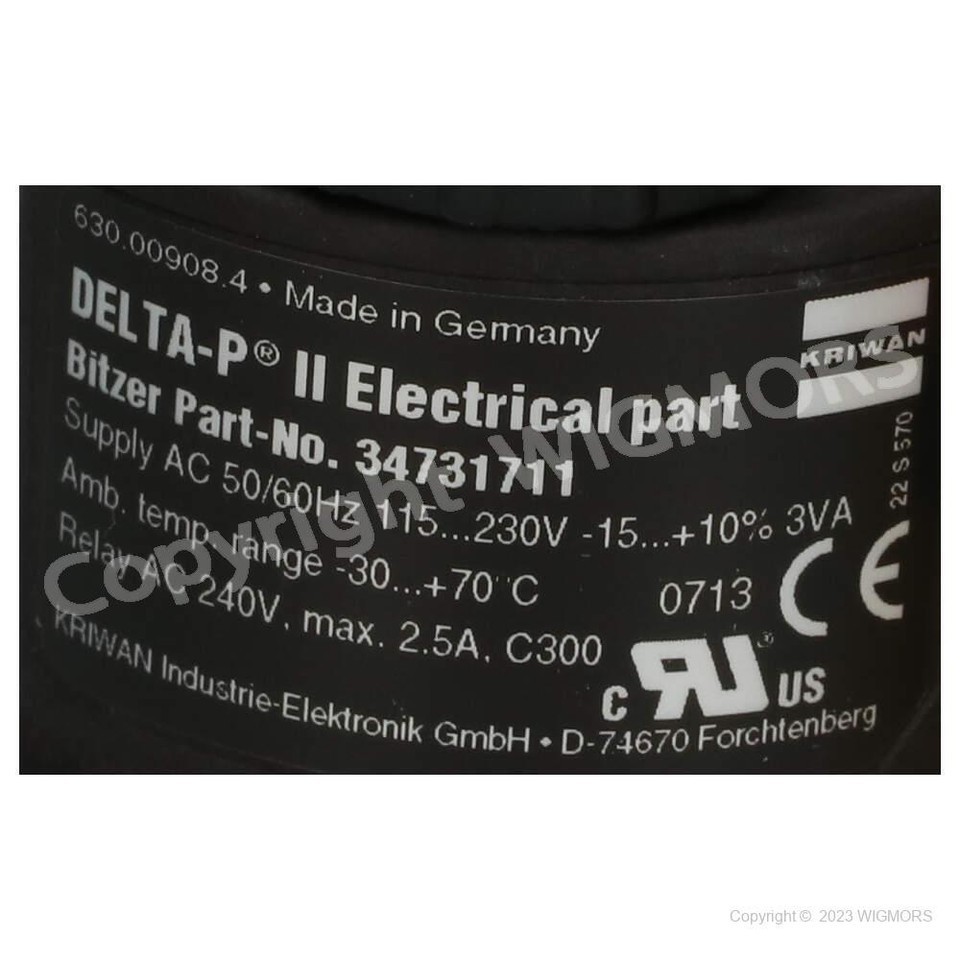 630.00908.4 • Made in Germany
DELTA-P® II Electrical part
Bitzer Part-No. 34731711
Supply AC 50/60Hz 115...230V -15...+10% 3VA
Amb. temp. range -30...+70°C
Relay AC 240V, max. 2.5A, C300
KRIWAN Industrie-Elektronik GmbH • D-74670 Forchtenberg
KRIWAN
22 S 570
0713 CE
c RU ® US
Copyright WIGMORS
Copyright © 2023 WIGMORS